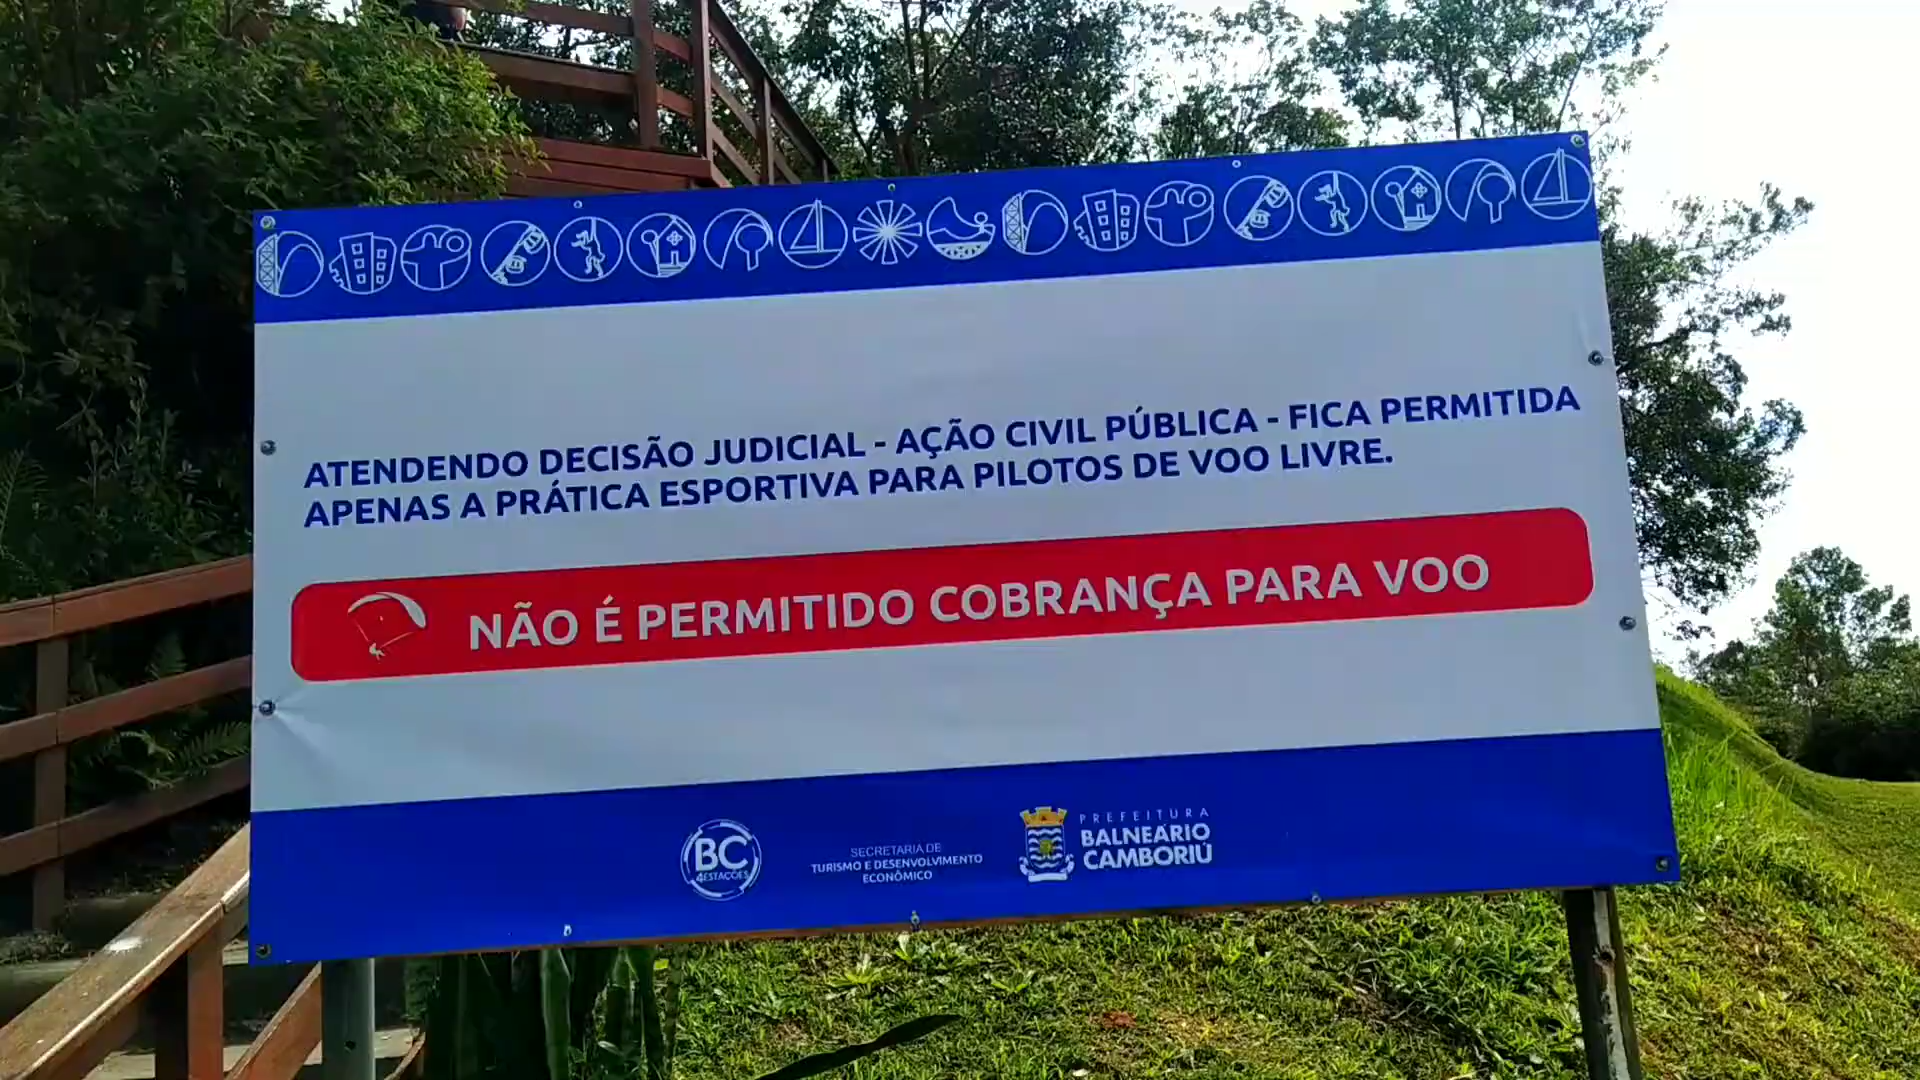 ATENDENDO DECISÃO JUDICIAL - AÇÃO CIVIL PÚBLICA - FICA PERMITIDA
APENAS A PRÁTICA ESPORTIVA PARA PILOTOS DE VOO LIVRE.
NÃO É PERMITIDO COBRANÇA PARA VOO
BC
4ESTAÇÕES
SECRETARIA DE
TURISMO E DESENVOLVIMENTO
ECONÔMICO
PREFEITURA
BALNEÁRIO
CAMBORIÚ